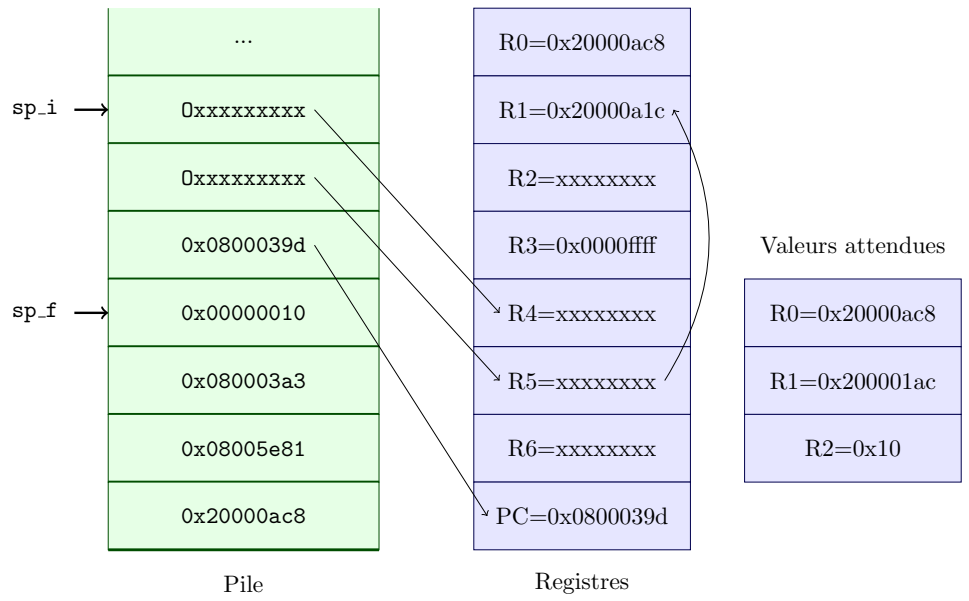 ...
sp_i
0xxxxxxxxx
0xxxxxxxxx
0x0800039d
sp_f
0x00000010
0x080003a3
0x08005e81
0x20000ac8
Pile
R0=0x20000ac8
R1=0x20000a1c
R2=xxxxxxxx
R3=0x0000ffff
R4=xxxxxxxx
R5=xxxxxxxx
R6=xxxxxxxx
PC=0x0800039d
Registres
Valeurs attendues
R0=0x20000ac8
R1=0x200001ac
R2=0x10